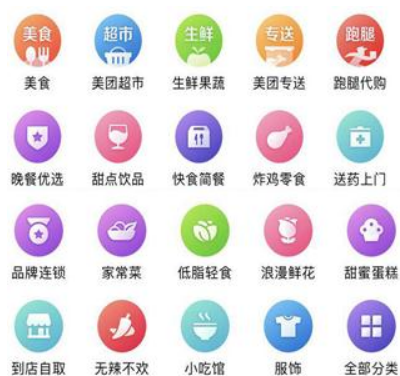 美食 超市 生鲜 专送 跑腿
美食 美团超市 生鲜果蔬 美团专送 跑腿代购
晚餐优选 甜点饮品 快食简餐 炸鸡零食 送药上门
品牌连锁 家常菜 低脂轻食 浪漫鲜花 甜蜜蛋糕
到店自取 无辣不欢 小吃馆 服饰 全部分类